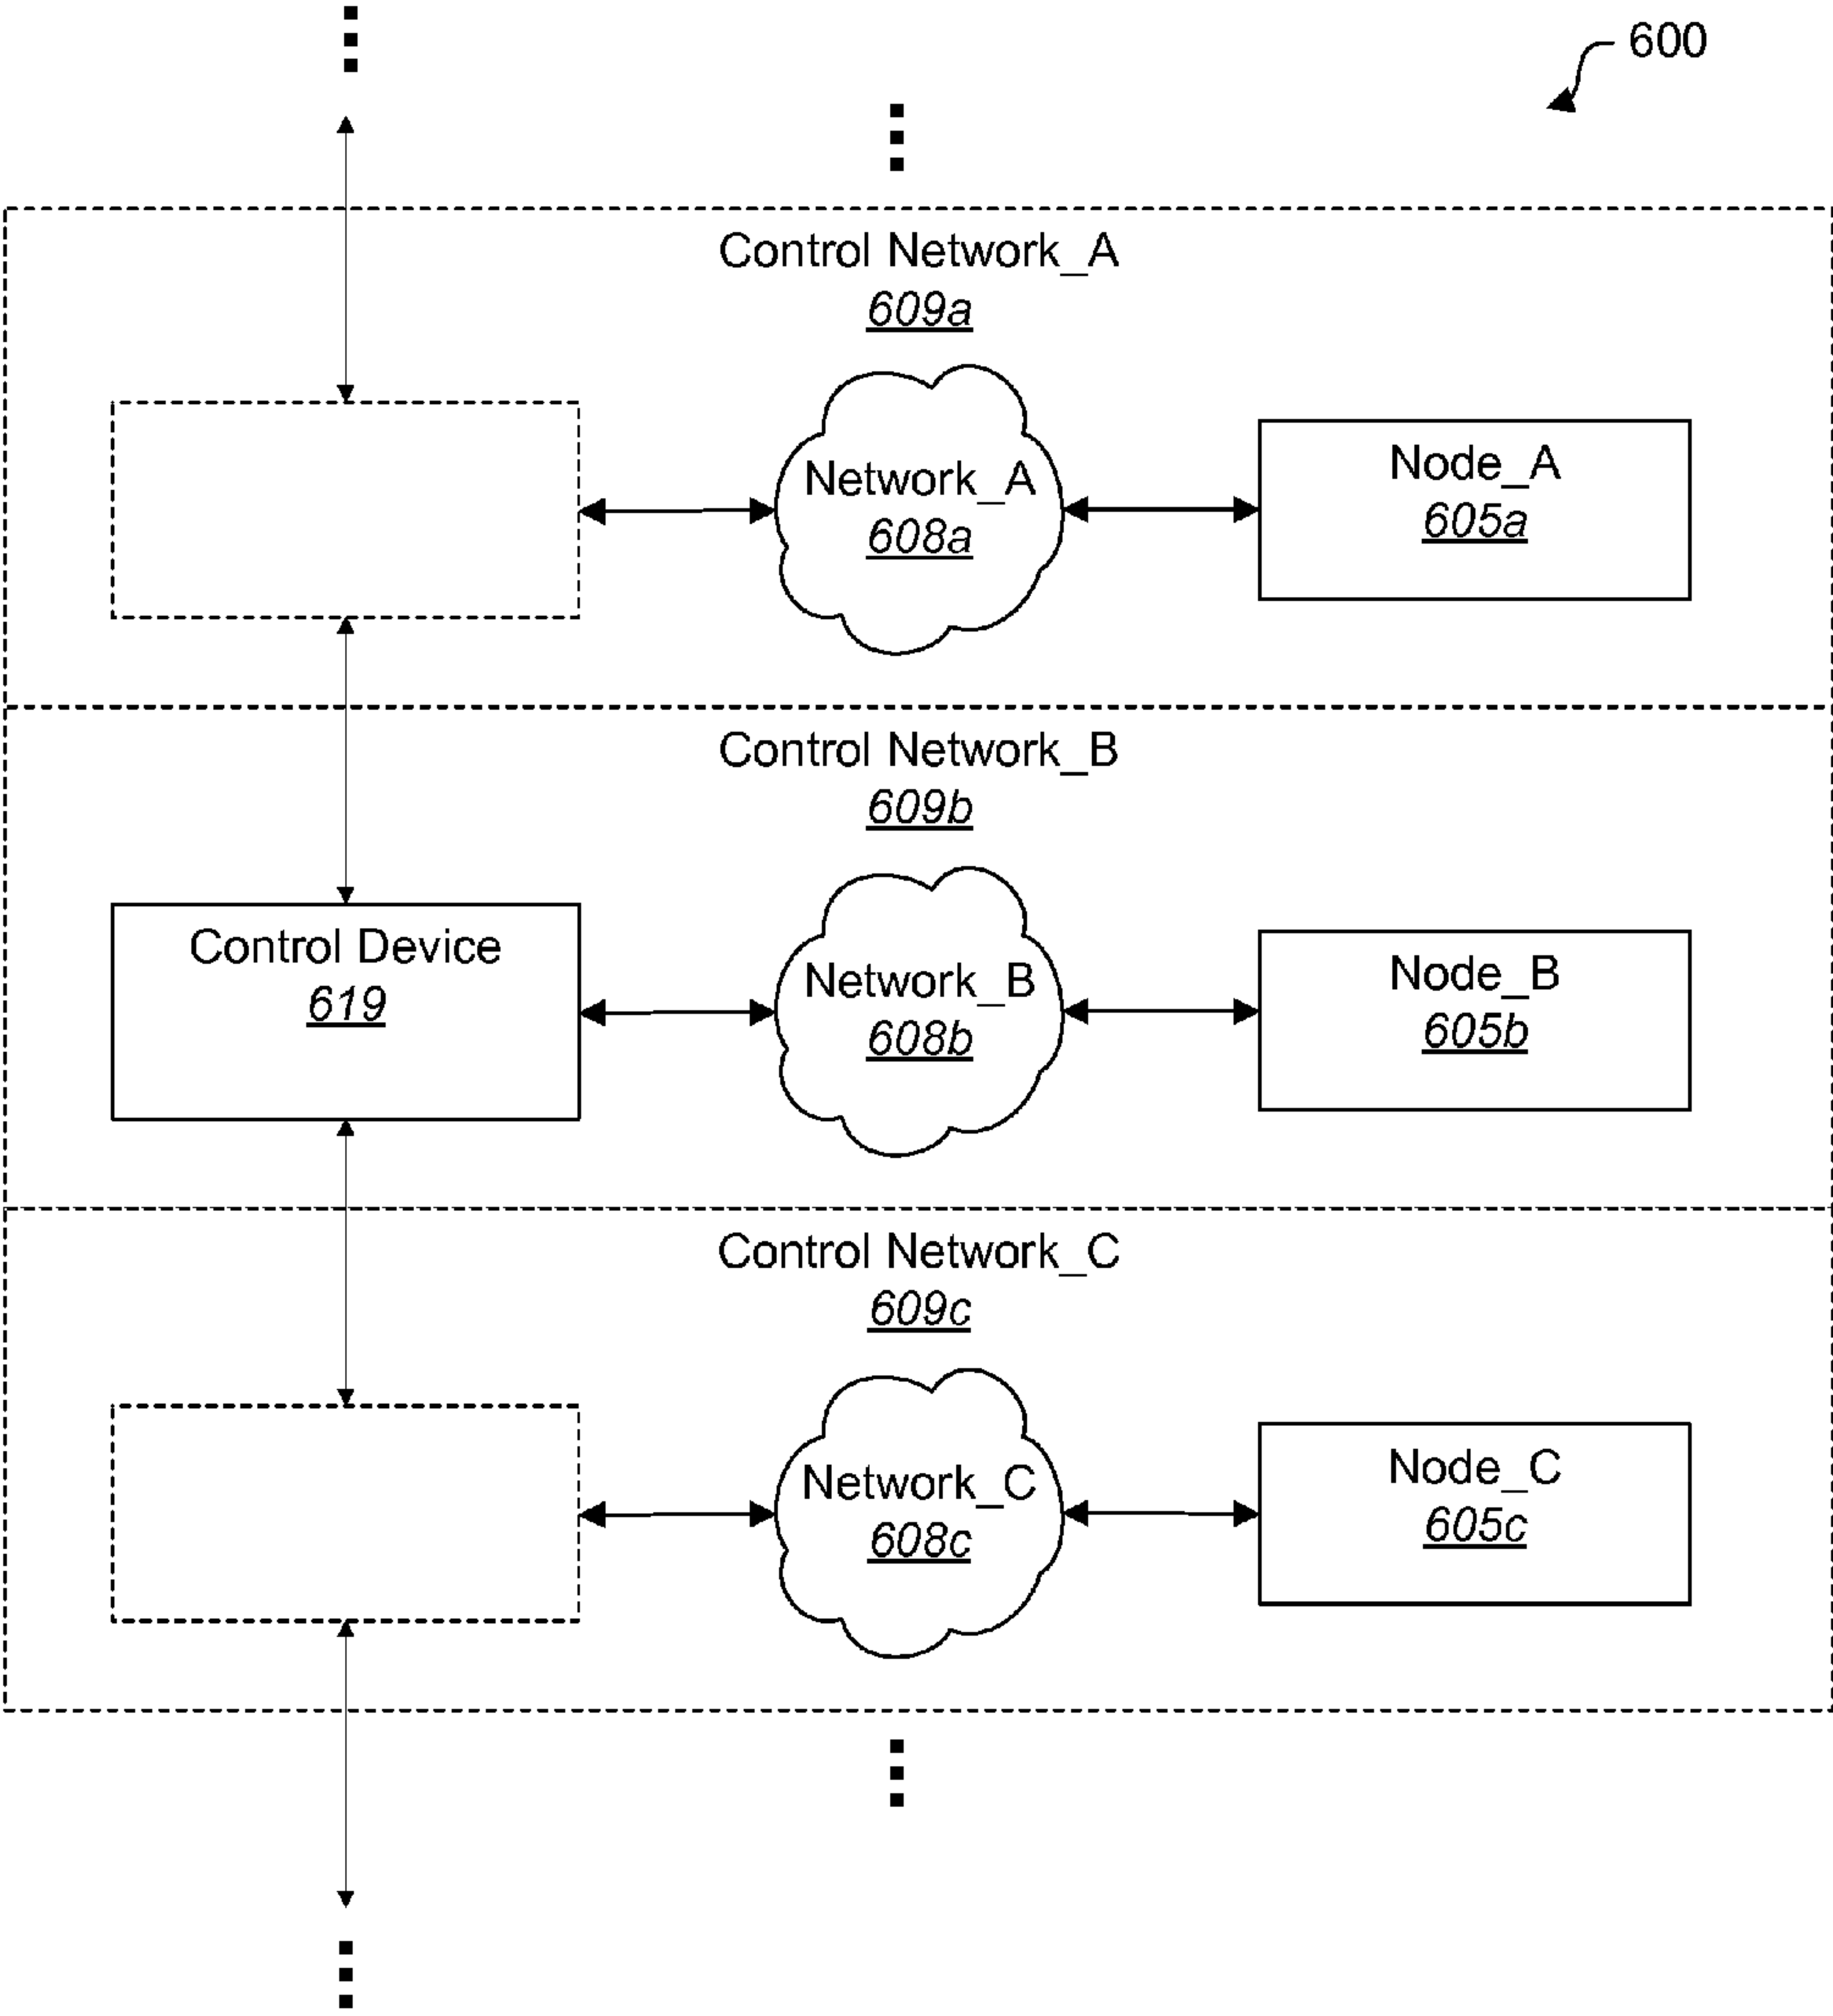 600
Control Network_A
609a
Network_A
608a
Node_A
605a
Control Network_B
609b
Control Device
619
Network_B
608b
Node_B
605b
Control Network_C
609c
Network_C
608c
Node_C
605c